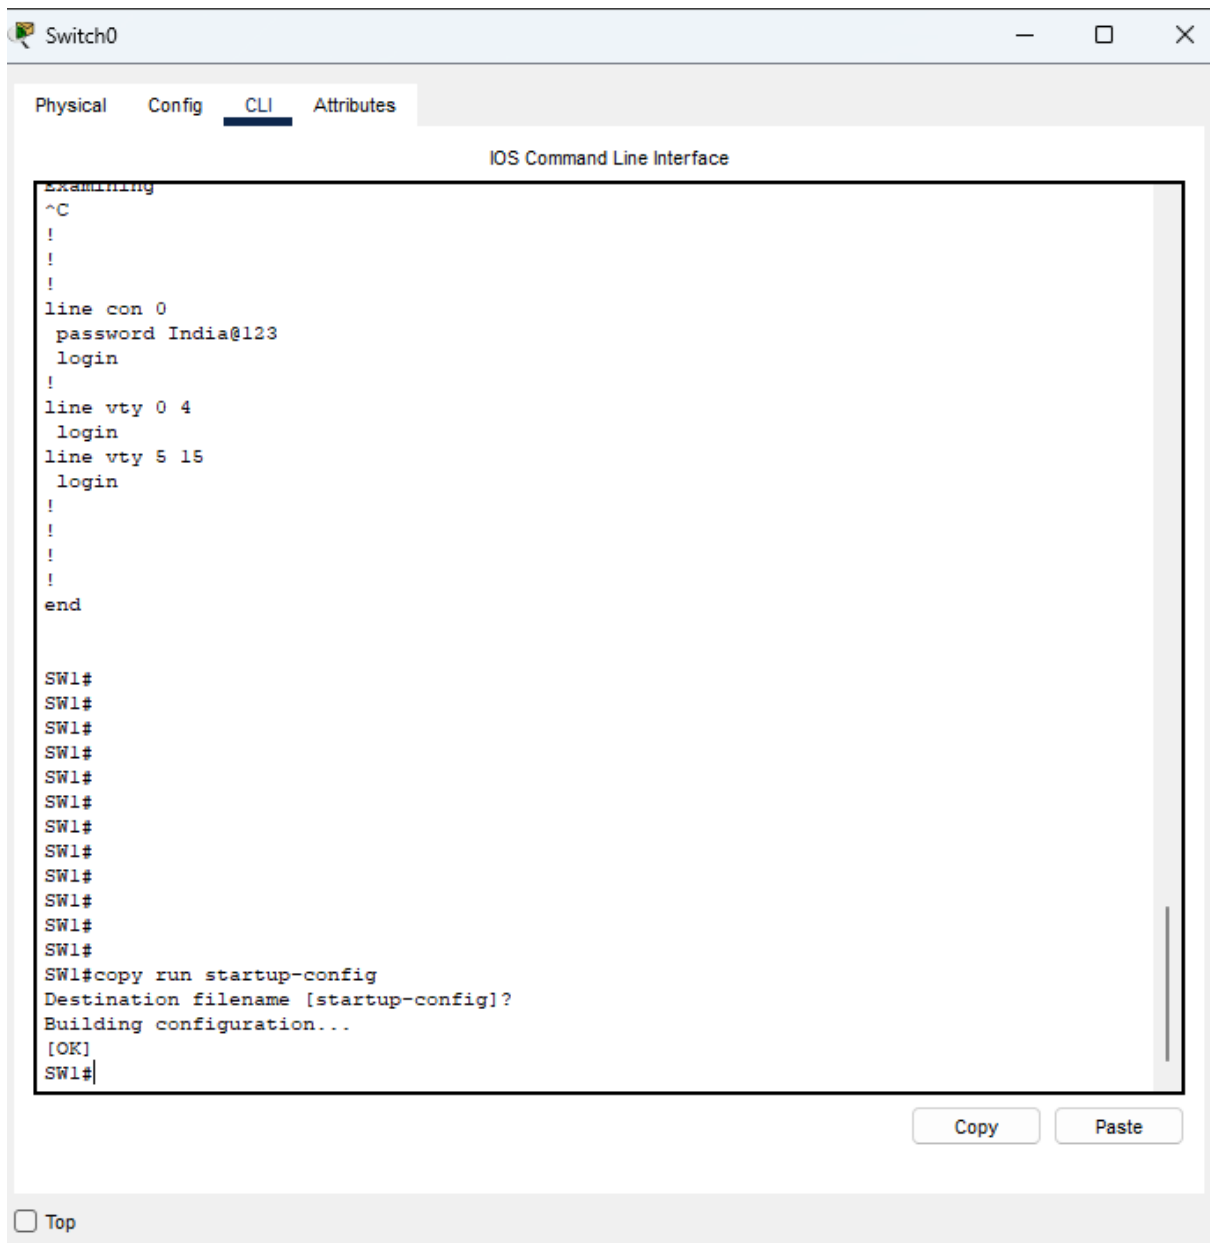 Switch0
Physical Config CLI Attributes
IOS Command Line Interface
Examining
^C
!
!
!
line con 0
password India@123
login
!
line vty 0 4
login
line vty 5 15
login
!
!
!
!
end
SW1#
SW1#
SW1#
SW1#
SW1#
SW1#
SW1#
SW1#
SW1#
SW1#
SW1#
SW1#
SW1#copy run startup-config
Destination filename [startup-config]?
Building configuration...
[OK]
SW1#
Copy Paste
Top